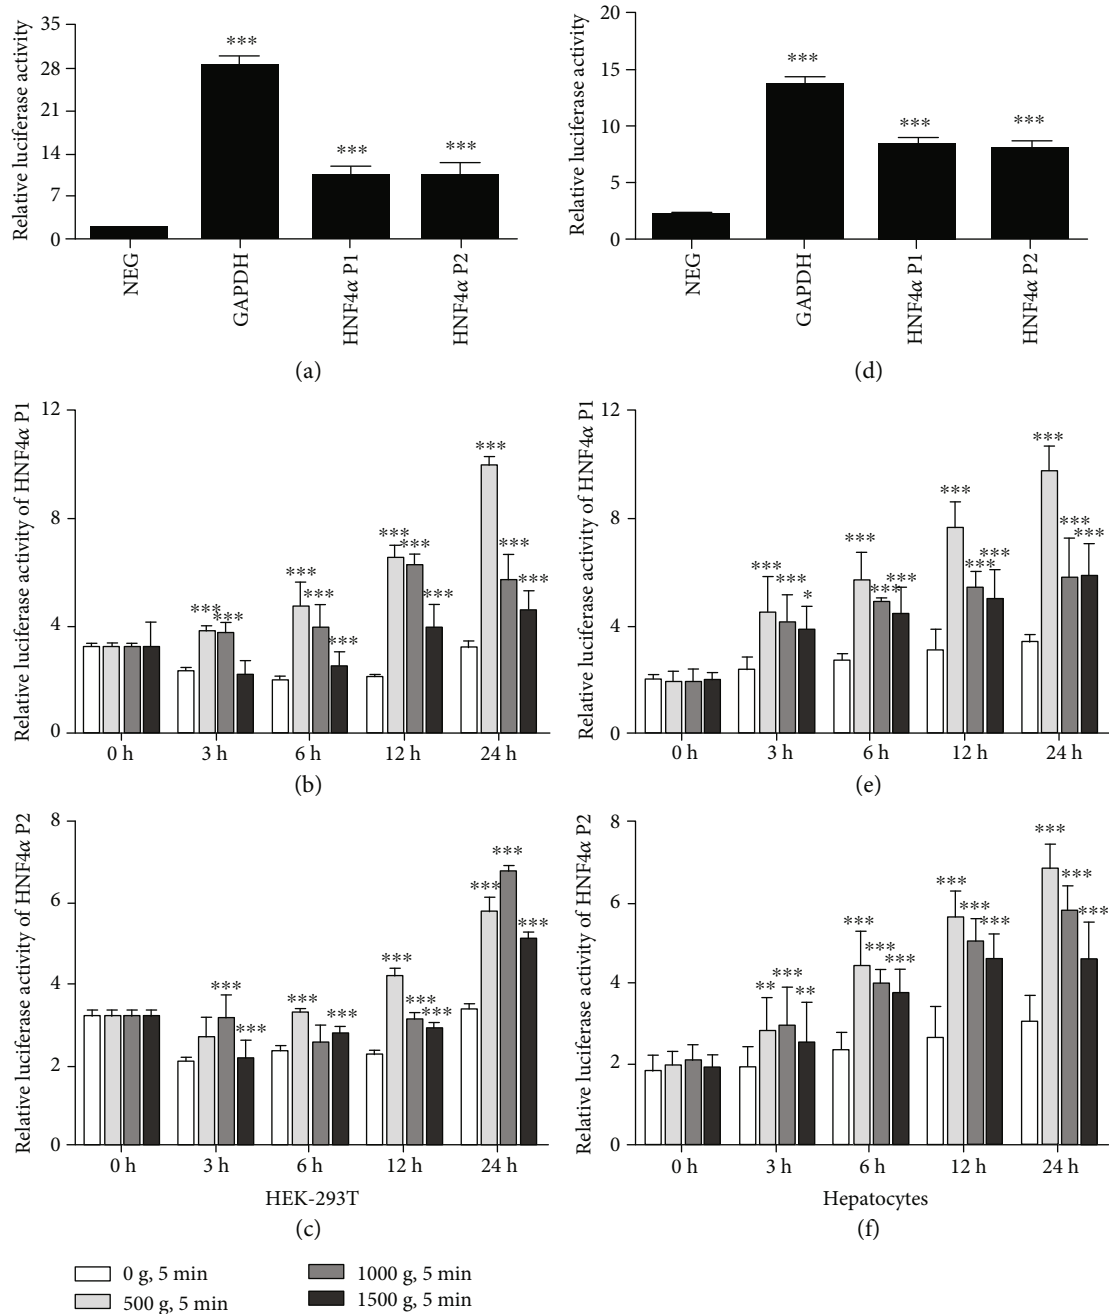 Relative luciferase activity
35
28
21
14
7
0
***
***
***
NEG
GAPDH
HNF4α P1
HNF4α P2
(a)
Relative luciferase activity
20
15
10
5
0
***
***
***
NEG
GAPDH
HNF4α P1
HNF4α P2
(d)
Relative luciferase activity of HNF4α P1
12
8
4
0
***
***
***
***
***
***
***
***
***
***
***
0 h
3 h
6 h
12 h
24 h
(b)
Relative luciferase activity of HNF4α P1
12
8
4
0
***
***
*
***
***
***
***
***
***
***
***
***
0 h
3 h
6 h
12 h
24 h
(e)
Relative luciferase activity of HNF4α P2
8
6
4
2
0
***
***
***
***
***
***
***
***
***
***
0 h
3 h
6 h
12 h
24 h
HEK-293T
(c)
Relative luciferase activity of HNF4α P2
8
6
4
2
0
**
***
**
***
***
***
***
***
***
***
***
***
0 h
3 h
6 h
12 h
24 h
Hepatocytes
(f)
0 g, 5 min
500 g, 5 min
1000 g, 5 min
1500 g, 5 min